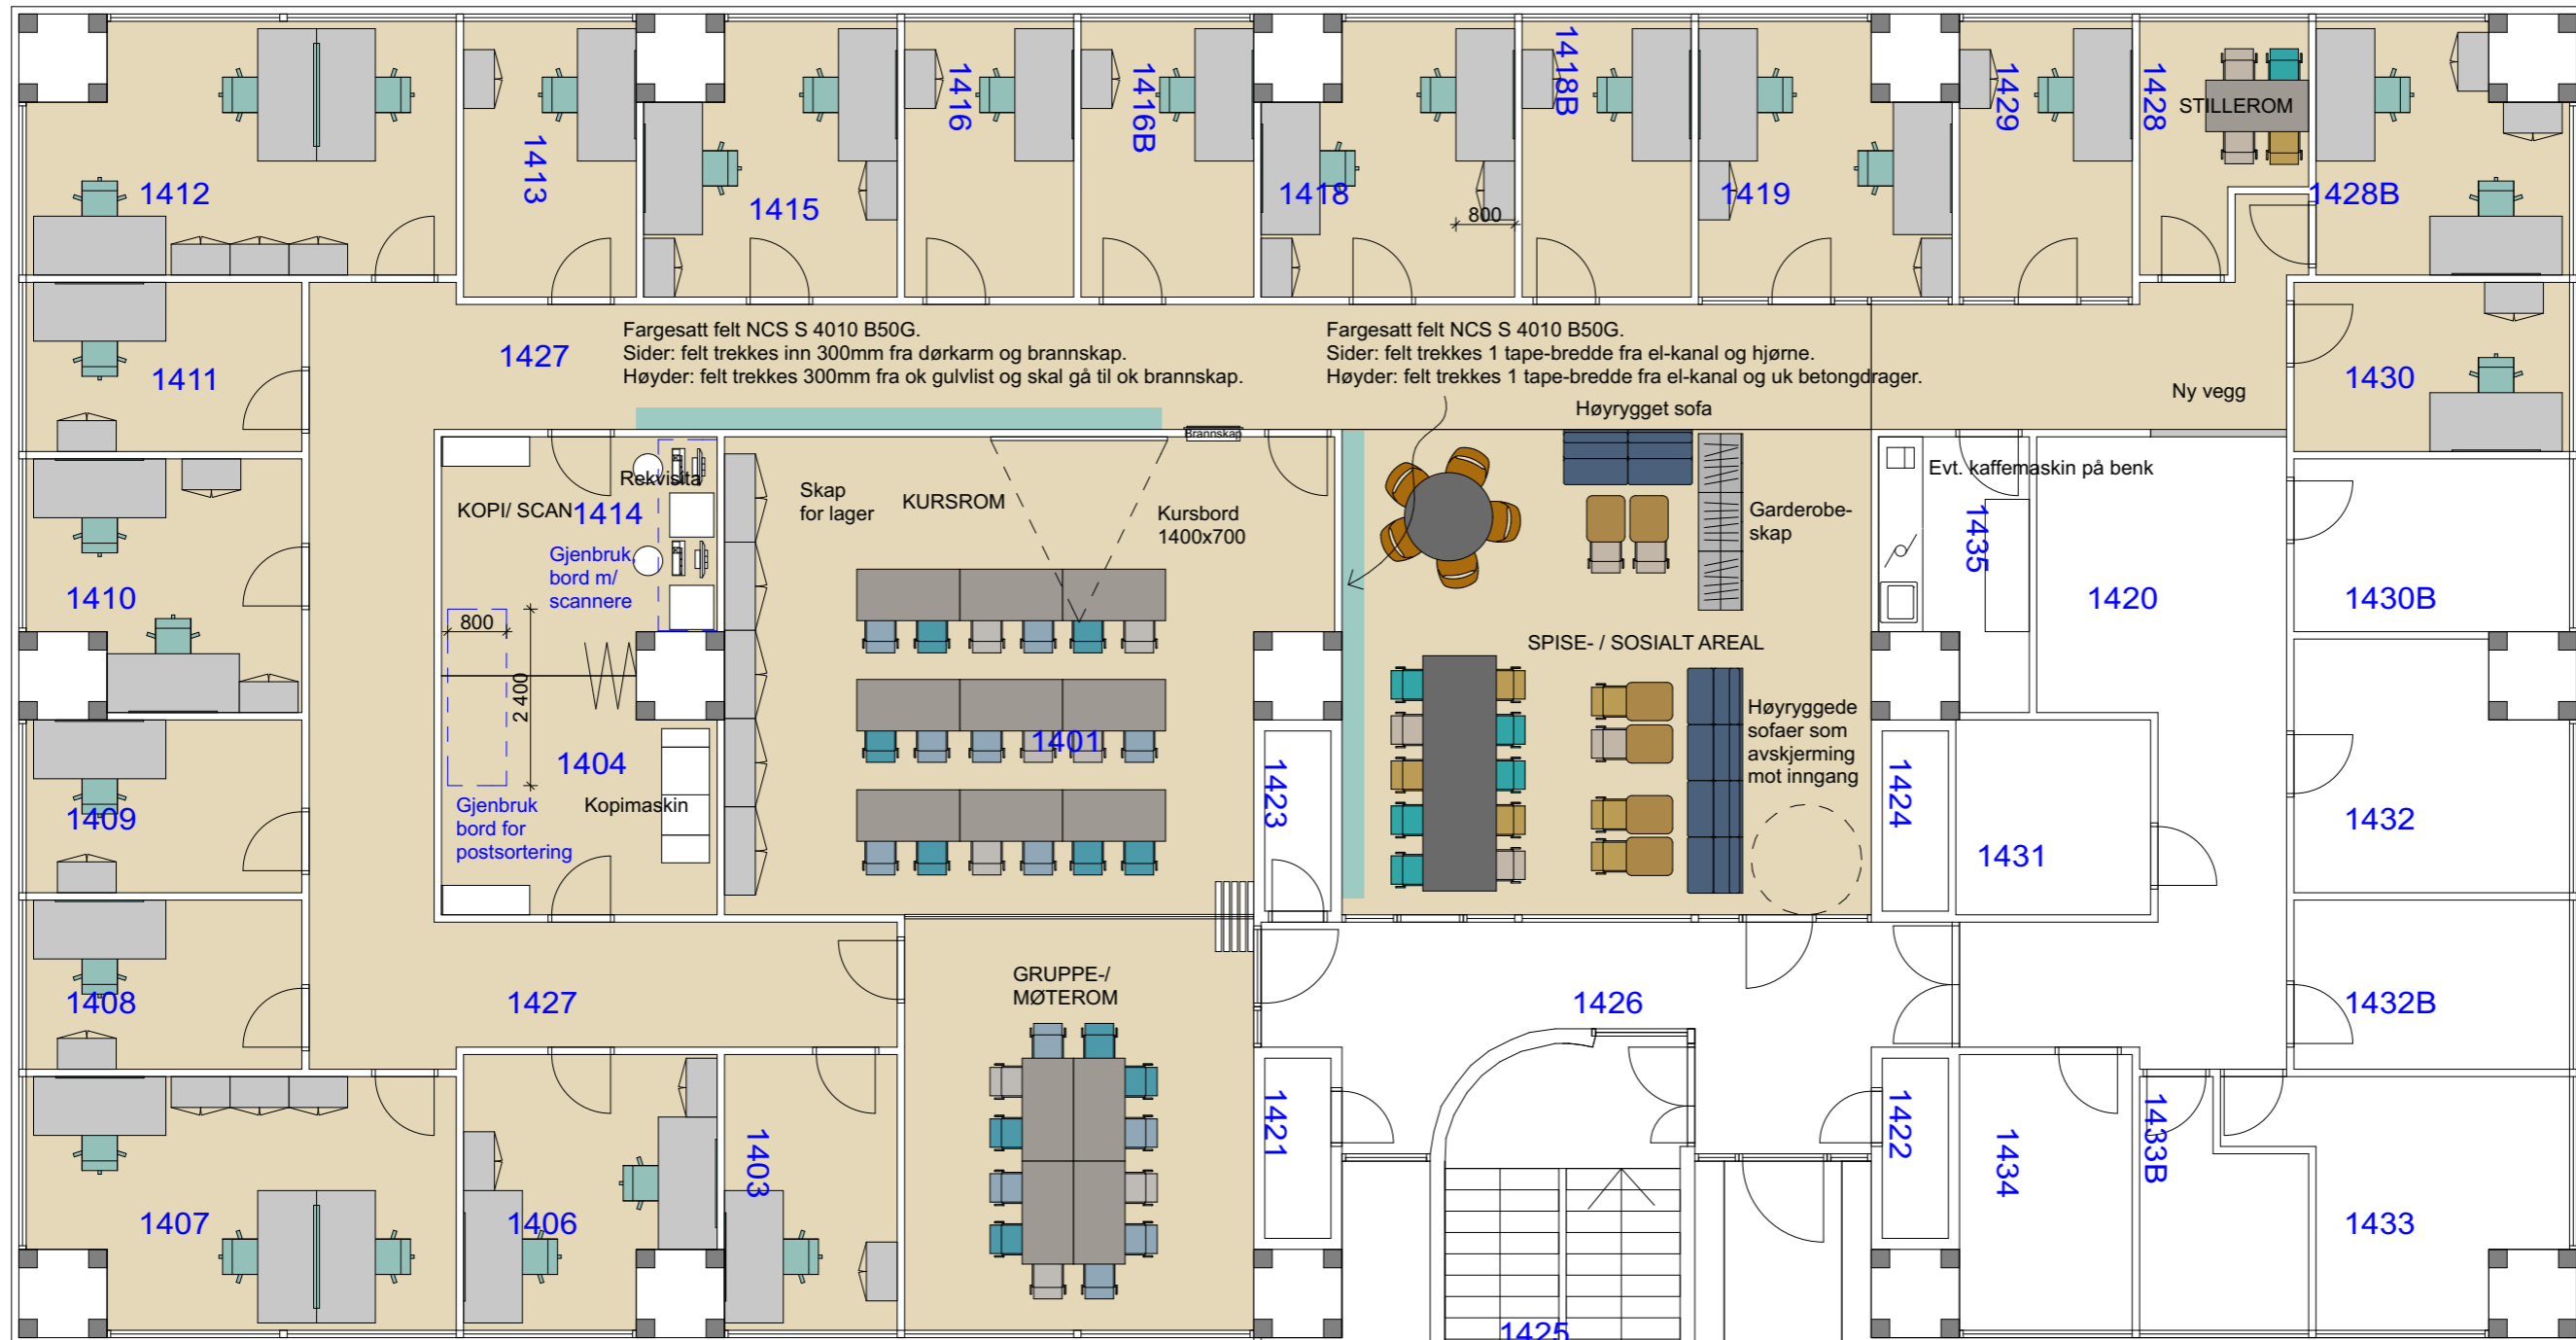 1412
1413
1415
1416
1416B
1418
800
1418B
1419
1429
1428
STILLEROM
1428B
1411
1427
Fargesatt felt NCS S 4010 B50G.
Sider: felt trekkes inn 300mm fra dørkarm og brannskap.
Høyder: felt trekkes 300mm fra ok gulvlist og skal gå til ok brannskap.
Fargesatt felt NCS S 4010 B50G.
Sider: felt trekkes 1 tape-bredde fra el-kanal og hjørne.
Høyder: felt trekkes 1 tape-bredde fra el-kanal og uk betongdrager.
Høyrygget sofa
Ny vegg
1430
Brannskap
Rekvisita
KOPI/ SCAN
1414
Gjenbruk,
bord m/
scannere
800
2 400
Skap
for lager
KURSROM
Kursbord
1400x700
Garderobe-
skap
Evt. kaffemaskin på benk
1435
1420
1430B
1410
SPISE- / SOSIALT AREAL
1409
1404
Gjenbruk
bord for
postsortering
Kopimaskin
1401
1423
Høyryggede
sofaer som
avskjerming
mot inngang
1424
1431
1432
1408
1427
GRUPPE-/
MØTEROM
1426
1432B
1407
1406
1403
1421
1425
1422
1434
1433B
1433